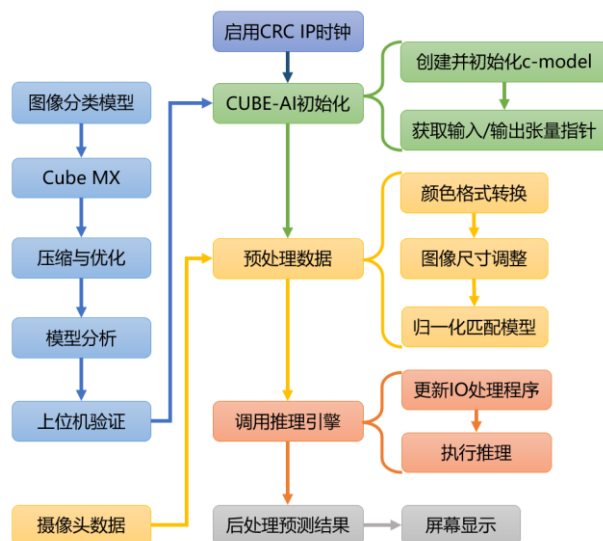 启用CRC IP时钟
创建并初始化c-model
图像分类模型
CUBE-AI初始化
获取输入/输出张量指针
Cube MX
颜色格式转换
压缩与优化
预处理数据
图像尺寸调整
模型分析
归一化匹配模型
更新IO处理程序
上位机验证
调用推理引擎
执行推理
摄像头数据
后处理预测结果
屏幕显示